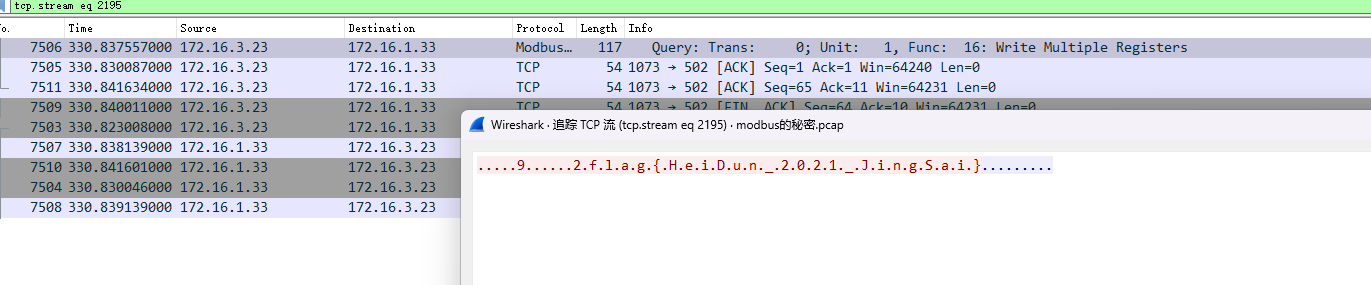 tcp.stream eq 2195
No. Time Source Destination Protocol Length Info
7506 330.837557000 172.16.3.23 172.16.1.33 Modbus… 117 Query: Trans: 0; Unit: 1, Func: 16: Write Multiple Registers
7505 330.830087000 172.16.3.23 172.16.1.33 TCP 54 1073 → 502 [ACK] Seq=1 Ack=1 Win=64240 Len=0
7511 330.841634000 172.16.3.23 172.16.1.33 TCP 54 1073 → 502 [ACK] Seq=65 Ack=11 Win=64231 Len=0
7509 330.840011000 172.16.3.23 172.16.1.33 TCP 54 1073 → 502 [FIN, ACK] Seq=64 Ack=10 Win=64231 Len=0
7503 330.823008000 172.16.3.23 172.16.1.33
7507 330.838139000 172.16.1.33 172.16.3.23
7510 330.841601000 172.16.1.33 172.16.3.23
7504 330.830046000 172.16.1.33 172.16.3.23
7508 330.839139000 172.16.1.33 172.16.3.23
Wireshark · 追踪 TCP 流 (tcp.stream eq 2195) · modbus的秘密.pcap
.....9......2.f.l.a.g.{.H.e.i.D.u.n._.2.0.2.1._.J.i.n.g.S.a.i.}.........